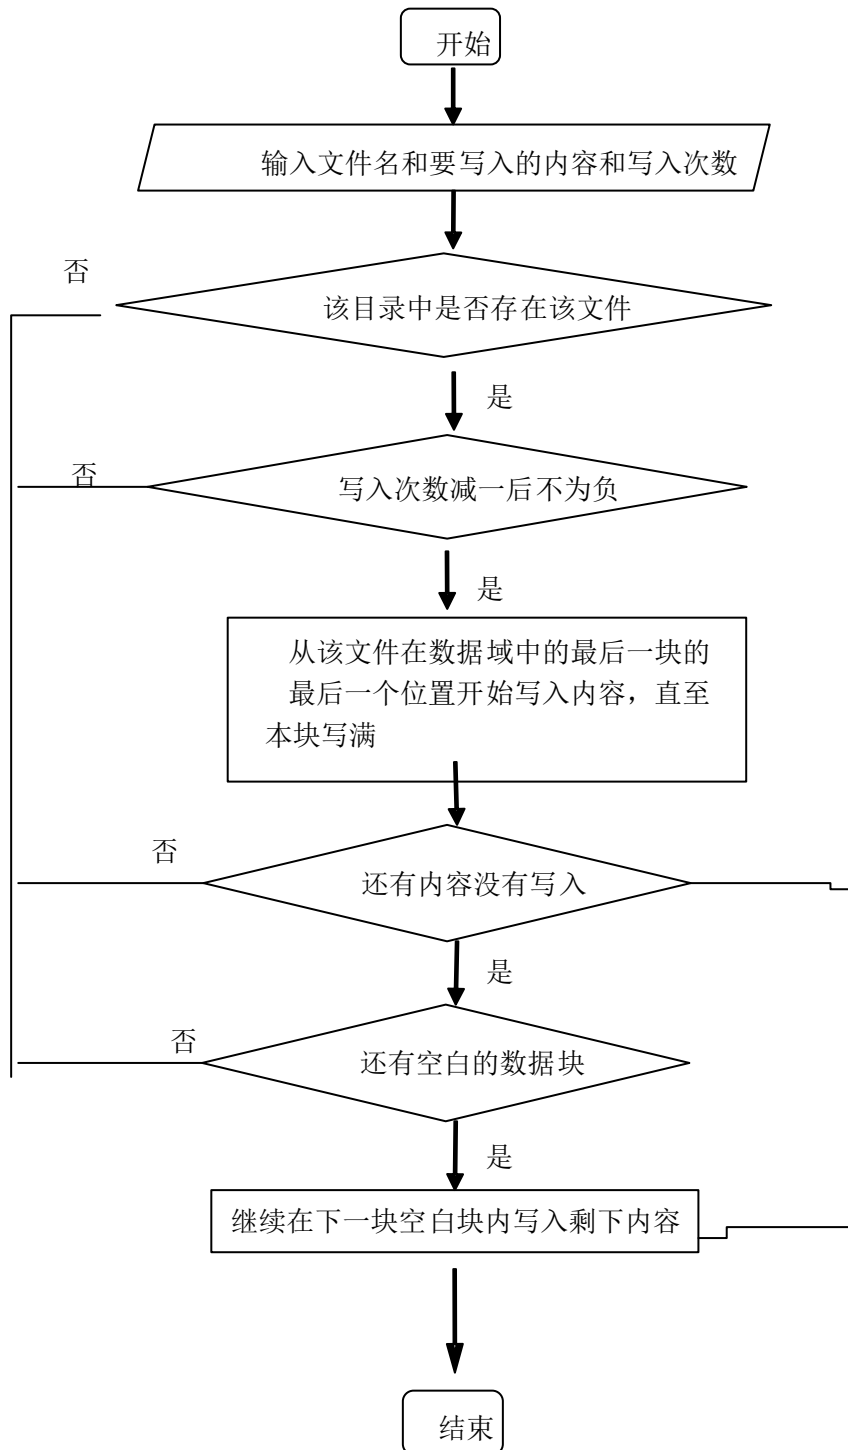 开始
输入文件名和要写入的内容和写入次数
否
该目录中是否存在该文件
是
否
写入次数减一后不为负
是
从该文件在数据域中的最后一块的
最后一个位置开始写入内容，直至
本块写满
否
还有内容没有写入
是
否
还有空白的数据块
是
继续在下一块空白块内写入剩下内容
结束